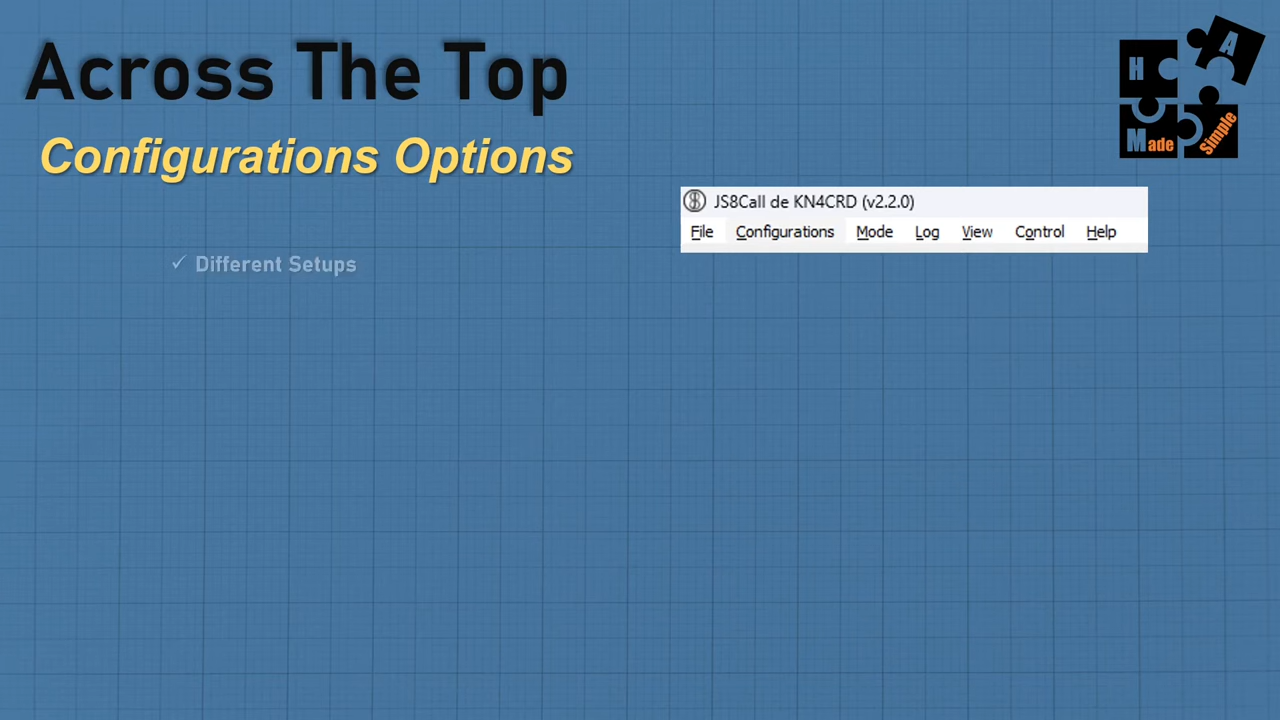 Across The Top
Configurations Options
H A
Made Simple
JS8Call de KN4CRD (v2.2.0)
File Configurations Mode Log View Control Help
✓ Different Setups